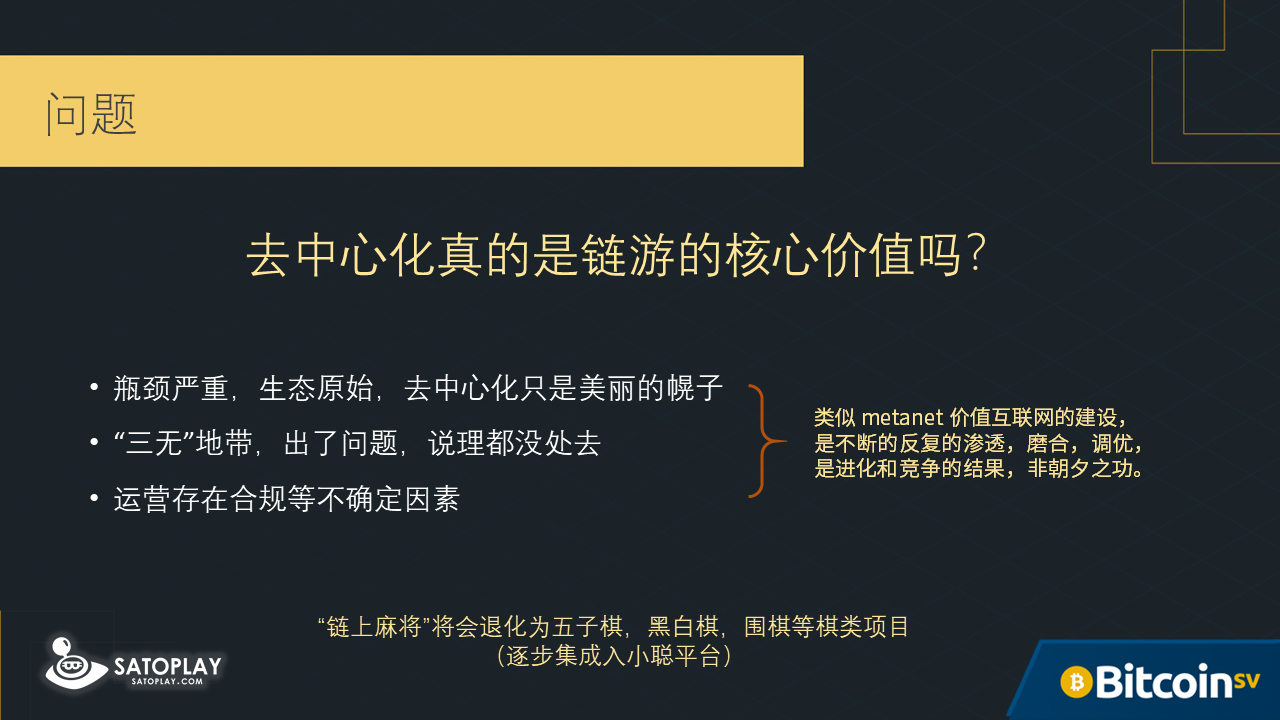 问题
去中心化真的是链游的核心价值吗？
• 瓶颈严重，生态原始，去中心化只是美丽的幌子
• “三无”地带，出了问题，说理都没处去
• 运营存在合规等不确定因素
类似 metanet 价值互联网的建设，
是不断的反复的渗透，磨合，调优，
是进化和竞争的结果，非朝夕之功。
“链上麻将”将会退化为五子棋，黑白棋，围棋等棋类项目
（逐步集成入小聪平台）
SATOPLAY
SATOPLAY.COM
BitcoinSV